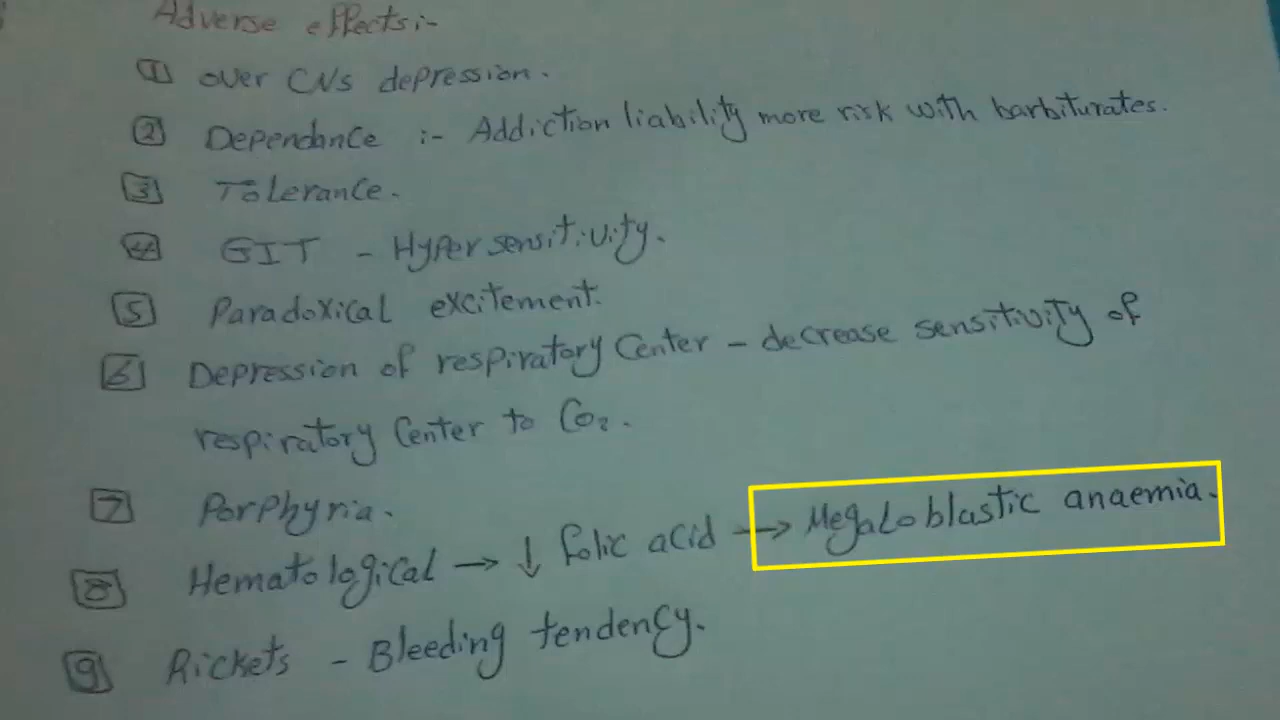 Adverse effects:-
1 over CNS depression.
2 Dependance :- Addiction liability more risk with barbiturates.
3 Tolerance.
4 GIT - Hypersensitivity.
5 Paradoxical excitement.
6 Depression of respiratory Center - decrease sensitivity of
respiratory Center to CO2.
7 Porphyria.
8 Hematological → ↓ folic acid → Megaloblastic anaemia.
9 Rickets - Bleeding tendency.